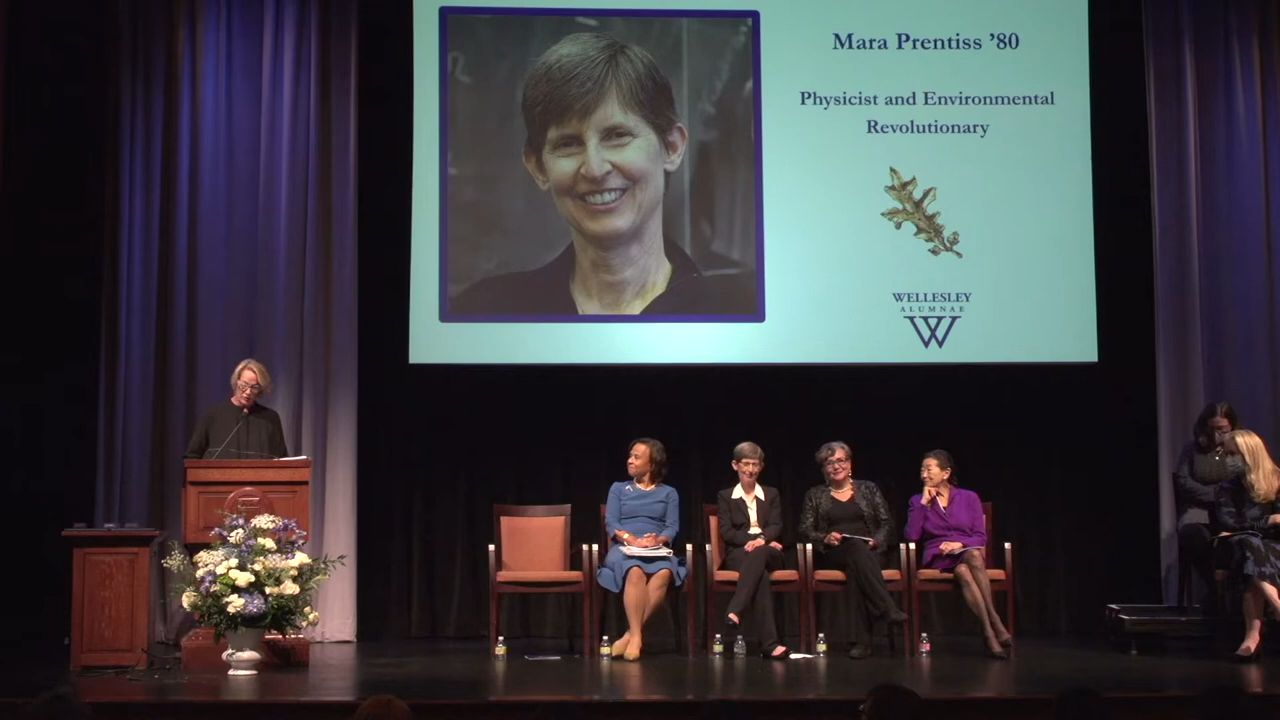 Mara Prentiss ’80
Physicist and Environmental
Revolutionary
WELLESLEY
ALUMNAE
W